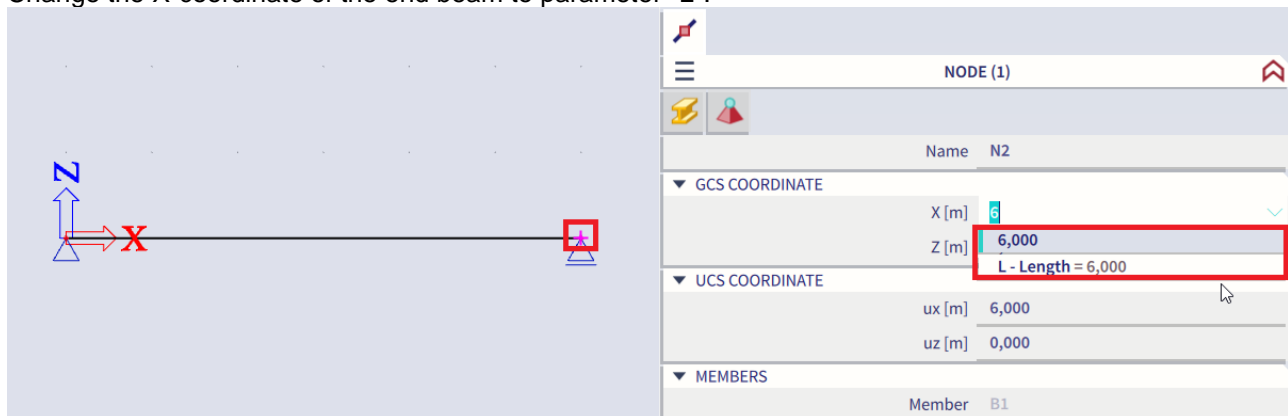 Change the X-coordinate of the end beam to parameter "L".
NODE (1)
Name N2
GCS COORDINATE
X [m] 6
Z [m]
6,000
L - Length = 6,000
UCS COORDINATE
ux [m] 6,000
uz [m] 0,000
MEMBERS
Member B1
Z
X